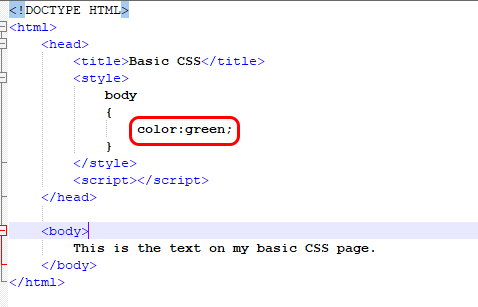 <!DOCTYPE HTML>
<html>
<head>
<title>Basic CSS</title>
<style>
body
{
color:green;
}
</style>
<script></script>
</head>
<body>
This is the text on my basic CSS page.
</body>
</html>